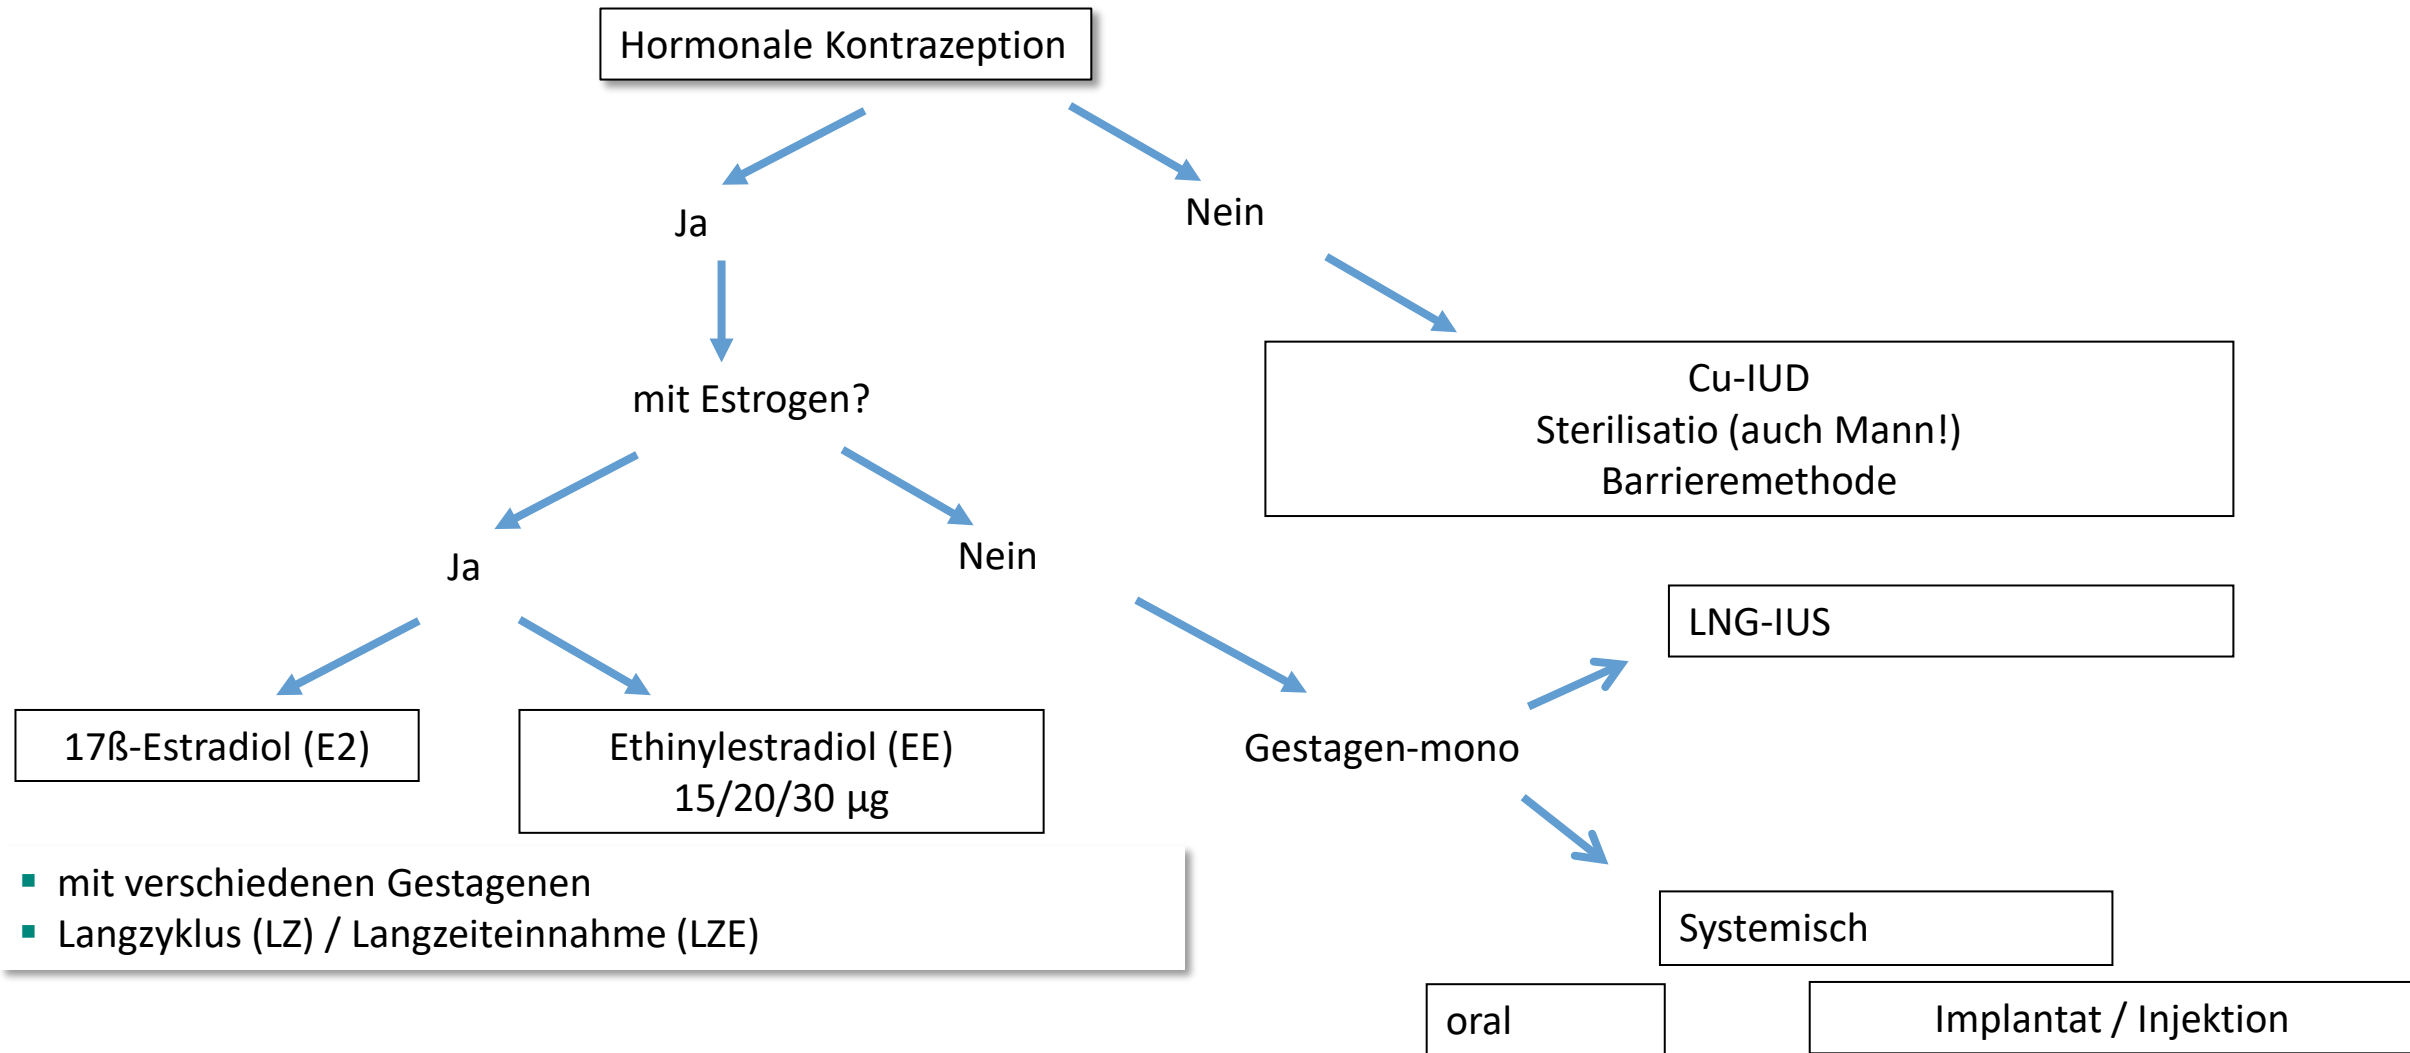 Hormonale Kontrazeption
Ja
Nein
mit Estrogen?
Cu-IUD
Sterilisatio (auch Mann!)
Barrieremethode
Ja
Nein
LNG-IUS
17ß-Estradiol (E2)
Ethinylestradiol (EE)
15/20/30 µg
Gestagen-mono
mit verschiedenen Gestagenen
Langzyklus (LZ) / Langzeiteinnahme (LZE)
Systemisch
oral
Implantat / Injektion